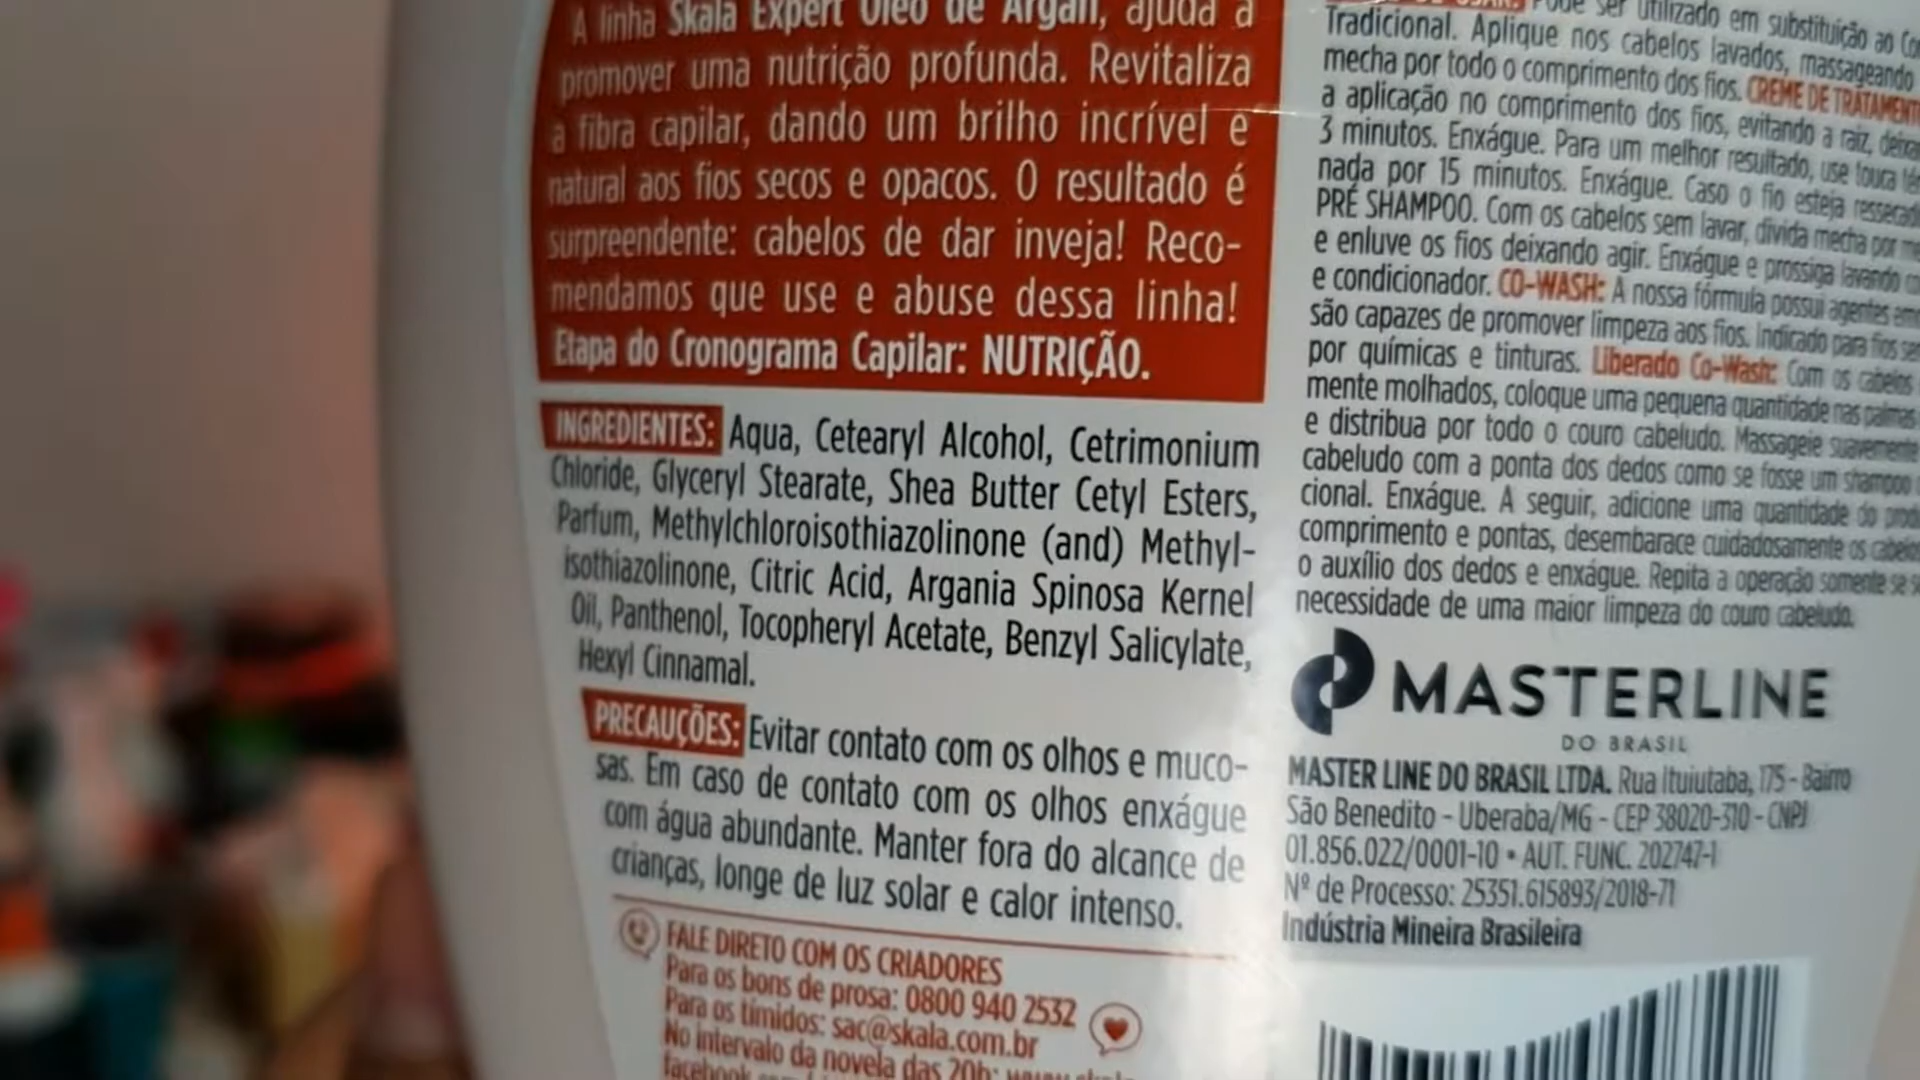 A linha Skala Expert Óleo de Argan, ajuda a
promover uma nutrição profunda. Revitaliza
a fibra capilar, dando um brilho incrível e
natural aos fios secos e opacos. O resultado é
surpreendente: cabelos de dar inveja! Reco-
mendamos que use e abuse dessa linha!
Etapa do Cronograma Capilar: NUTRIÇÃO.
INGREDIENTES: Aqua, Cetearyl Alcohol, Cetrimonium
Chloride, Glyceryl Stearate, Shea Butter Cetyl Esters,
Parfum, Methylchloroisothiazolinone (and) Methyl-
isothiazolinone, Citric Acid, Argania Spinosa Kernel
Oil, Panthenol, Tocopheryl Acetate, Benzyl Salicylate,
Hexyl Cinnamal.
PRECAUÇÕES: Evitar contato com os olhos e muco-
sas. Em caso de contato com os olhos enxágue
com água abundante. Manter fora do alcance de
crianças, longe de luz solar e calor intenso.
FALE DIRETO COM OS CRIADORES
Para os bons de prosa: 0800 940 2532
Para os tímidos: sac@skala.com.br
No intervalo da novela das 20h:
Pode ser utilizado em substituição ao
Tradicional. Aplique nos cabelos lavados, massageando
mecha por todo o comprimento dos fios. CREME DE TRATAMENTO
a aplicação no comprimento dos fios, evitando a raiz,
3 minutos. Enxágue. Para um melhor resultado, use touca
nada por 15 minutos. Enxágue. Caso o fio esteja
PRÉ SHAMPOO. Com os cabelos sem lavar, divida mecha por
e enluve os fios deixando agir. Enxágue e prossiga lavando
e condicionador. CO-WASH: A nossa fórmula possui agentes
são capazes de promover limpeza aos fios. Indicado para fios
por químicas e tinturas. Liberado Co-Wash: Com os cabelos
mente molhados, coloque uma pequena quantidade nas palmas
e distribua por todo o couro cabeludo. Massageie suavemente
cabeludo com a ponta dos dedos como se fosse um shampoo
cional. Enxágue. A seguir, adicione uma quantidade do
comprimento e pontas, desembarace cuidadosamente os cabelos
o auxílio dos dedos e enxágue. Repita a operação somente se
necessidade de uma maior limpeza do couro cabeludo.
MASTERLINE
DO BRASIL
MASTER LINE DO BRASIL LTDA. Rua Ituiutaba, 175 - Bairro
São Benedito - Uberaba/MG - CEP 38020-310 - CNPJ
01.856.022/0001-10 • AUT. FUNC. 202747-1
Nº de Processo: 25351.615893/2018-71
Indústria Mineira Brasileira